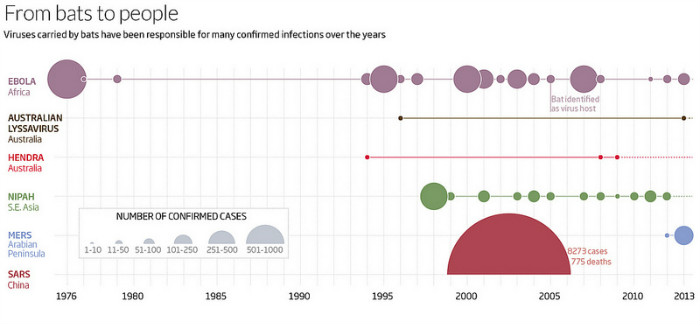 From bats to people
Viruses carried by bats have been responsible for many confirmed infections over the years
EBOLA
Africa
Bat identified
as virus host
AUSTRALIAN
LYSSAVIRUS
Australia
HENDRA
Australia
NIPAH
S.E. Asia
NUMBER OF CONFIRMED CASES
1-10 11-50 51-100 101-250 251-500 501-1000
MERS
Arabian
Peninsula
8273 cases
775 deaths
SARS
China
1976 1980 1985 1990 1995 2000 2005 2010 2013